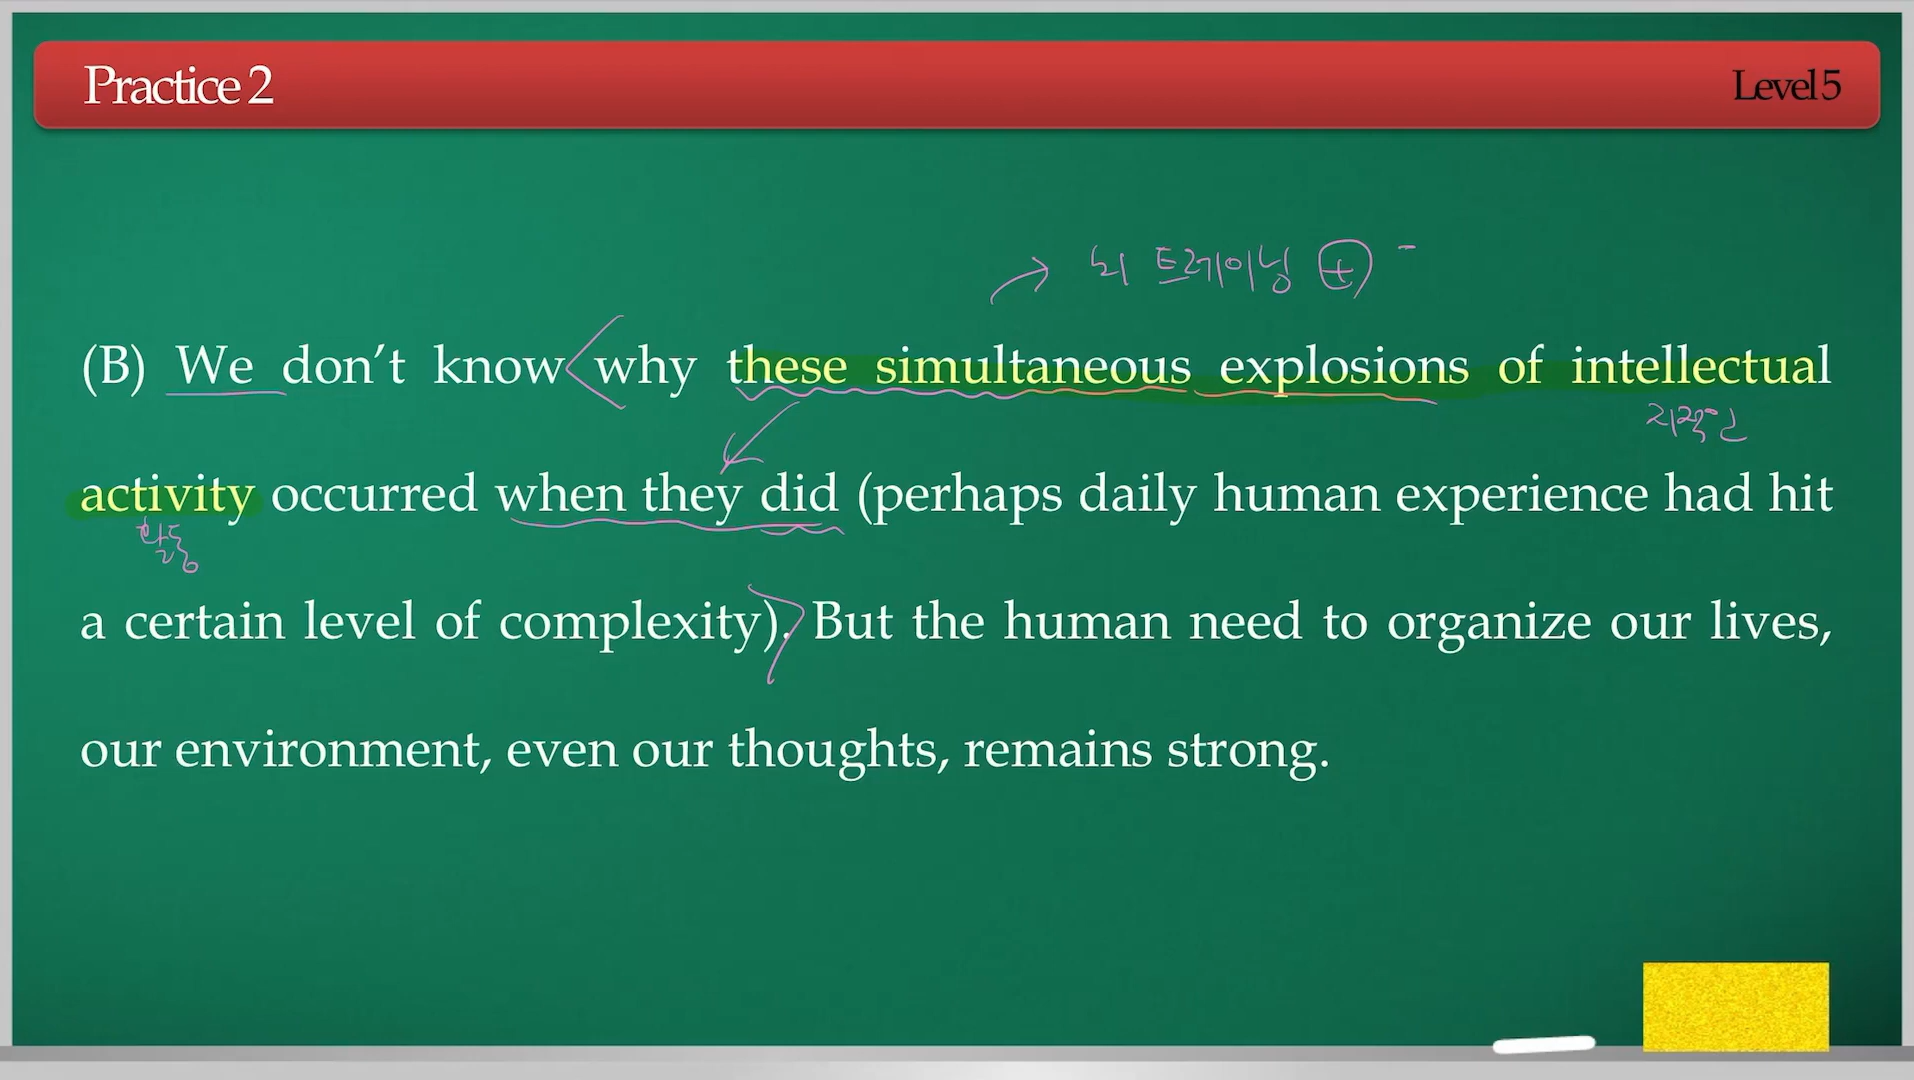 Practice 2
Level 5
뇌 트레이닝 +
(B) We don’t know why these simultaneous explosions of intellectual
지적인
activity occurred when they did (perhaps daily human experience had hit
활동
a certain level of complexity). But the human need to organize our lives,
our environment, even our thoughts, remains strong.